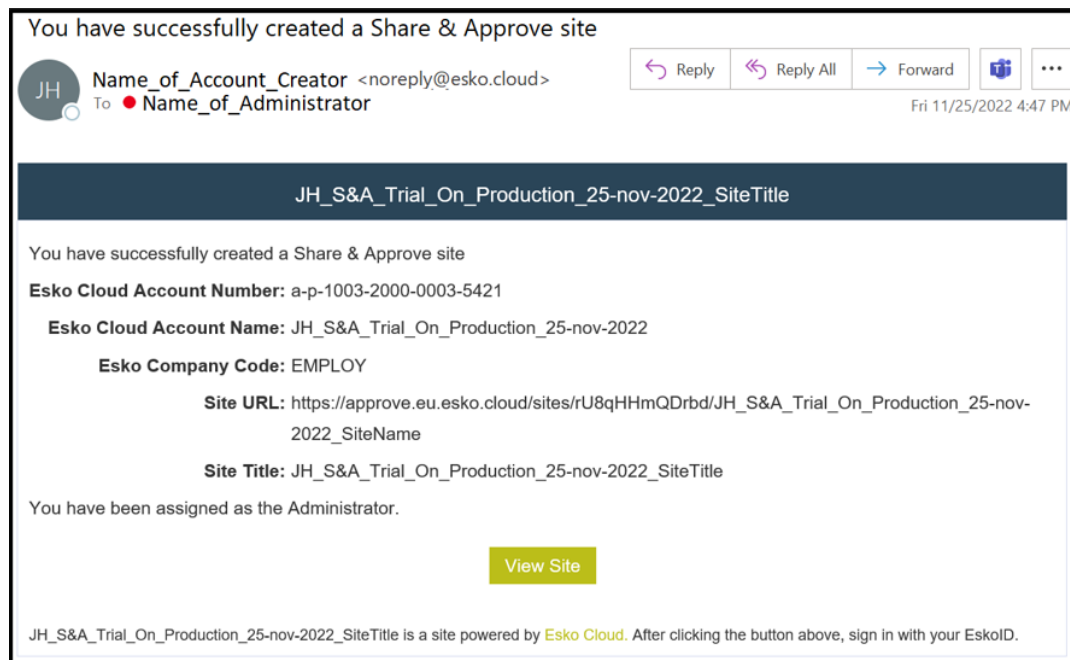 You have successfully created a Share & Approve site
JH
Name_of_Account_Creator <noreply@esko.cloud>
To Name_of_Administrator
Reply
Reply All
Forward
Fri 11/25/2022 4:47 PM
JH_S&A_Trial_On_Production_25-nov-2022_SiteTitle
You have successfully created a Share & Approve site
Esko Cloud Account Number: a-p-1003-2000-0003-5421
Esko Cloud Account Name: JH_S&A_Trial_On_Production_25-nov-2022
Esko Company Code: EMPLOY
Site URL: https://approve.eu.esko.cloud/sites/rU8qHHmQDrbd/JH_S&A_Trial_On_Production_25-nov-
2022_SiteName
Site Title: JH_S&A_Trial_On_Production_25-nov-2022_SiteTitle
You have been assigned as the Administrator.
View Site
JH_S&A_Trial_On_Production_25-nov-2022_SiteTitle is a site powered by Esko Cloud. After clicking the button above, sign in with your EskoID.